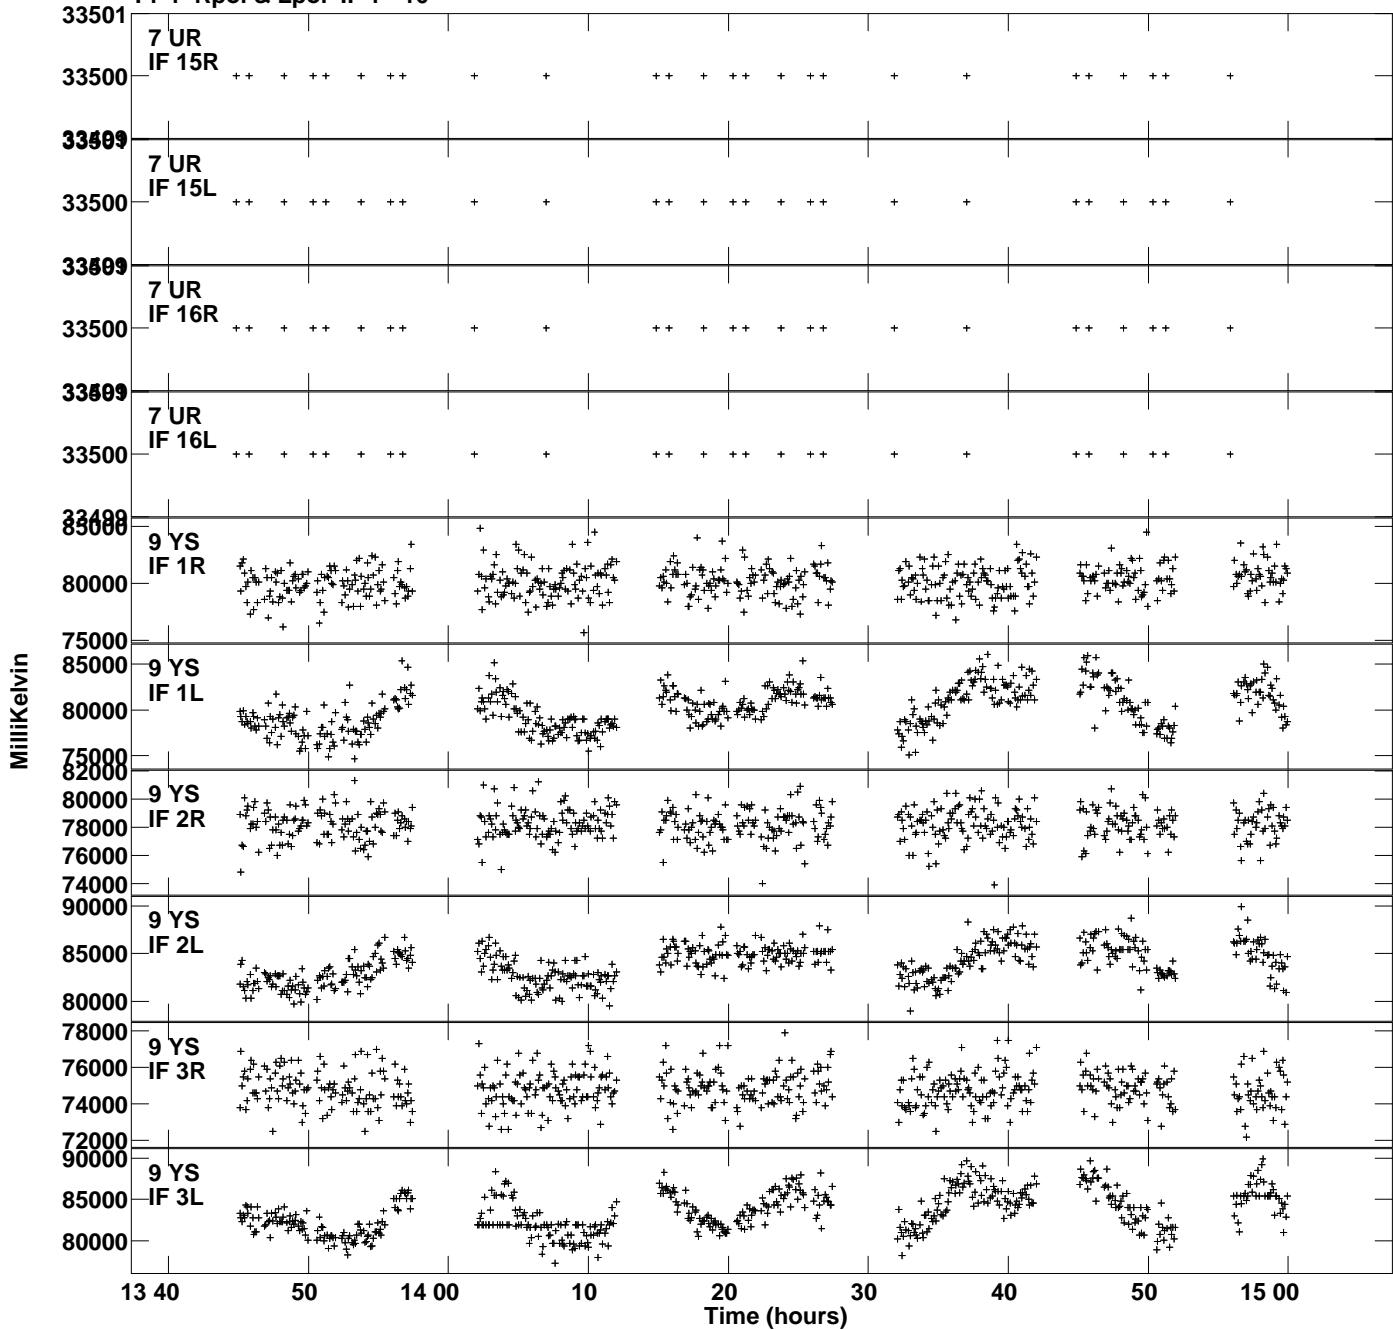 33501
7 UR
IF 15R
33500
7 UR
IF 15L
33500
7 UR
IF 16R
33500
7 UR
IF 16L
33500
9 YS
IF 1R
85000
80000
75000
9 YS
IF 1L
85000
80000
75000
9 YS
IF 2R
82000
80000
78000
76000
74000
9 YS
IF 2L
90000
85000
80000
9 YS
IF 3R
78000
76000
74000
72000
9 YS
IF 3L
90000
85000
80000
MilliKelvin
13 40 50 14 00 10 20 30 40 50 15 00
Time (hours)